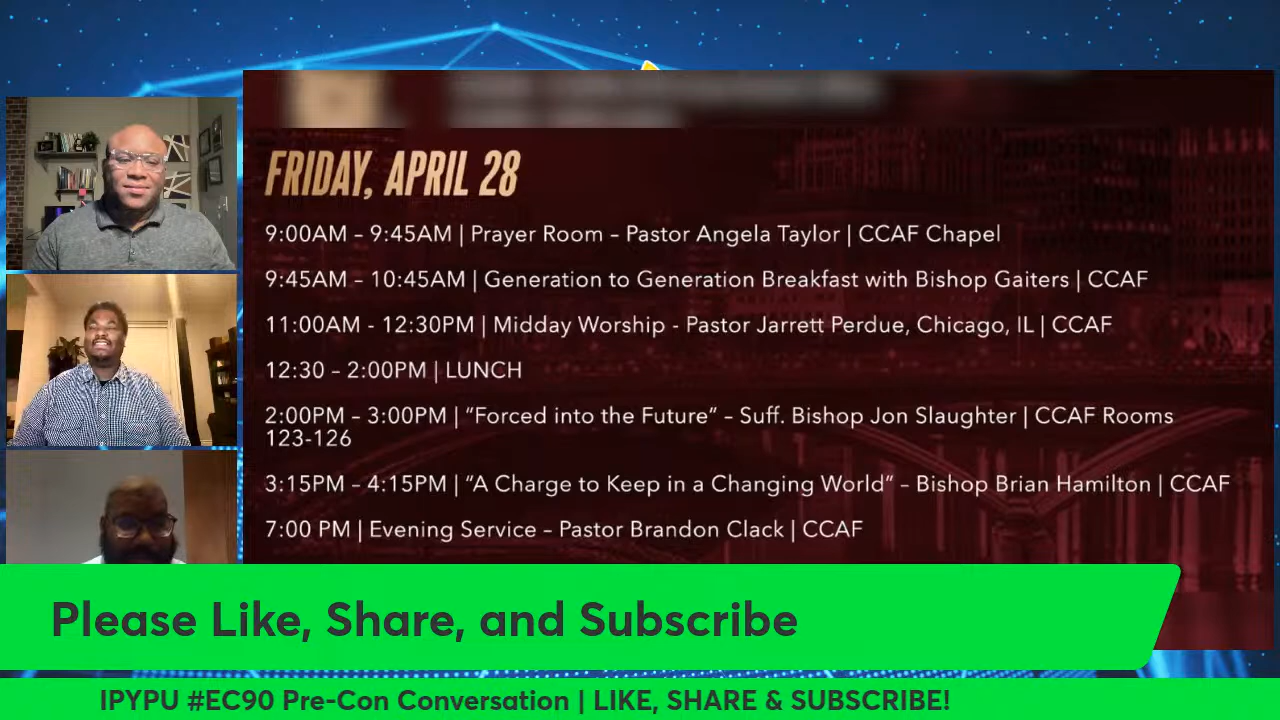 FRIDAY, APRIL 28
9:00AM – 9:45AM | Prayer Room – Pastor Angela Taylor | CCAF Chapel
9:45AM – 10:45AM | Generation to Generation Breakfast with Bishop Gaiters | CCAF
11:00AM - 12:30PM | Midday Worship - Pastor Jarrett Perdue, Chicago, IL | CCAF
12:30 – 2:00PM | LUNCH
2:00PM – 3:00PM | “Forced into the Future” – Suff. Bishop Jon Slaughter | CCAF Rooms
123-126
3:15PM – 4:15PM | “A Charge to Keep in a Changing World” – Bishop Brian Hamilton | CCAF
7:00 PM | Evening Service – Pastor Brandon Clack | CCAF
Please Like, Share, and Subscribe
IPYPU #EC90 Pre-Con Conversation | LIKE, SHARE & SUBSCRIBE!